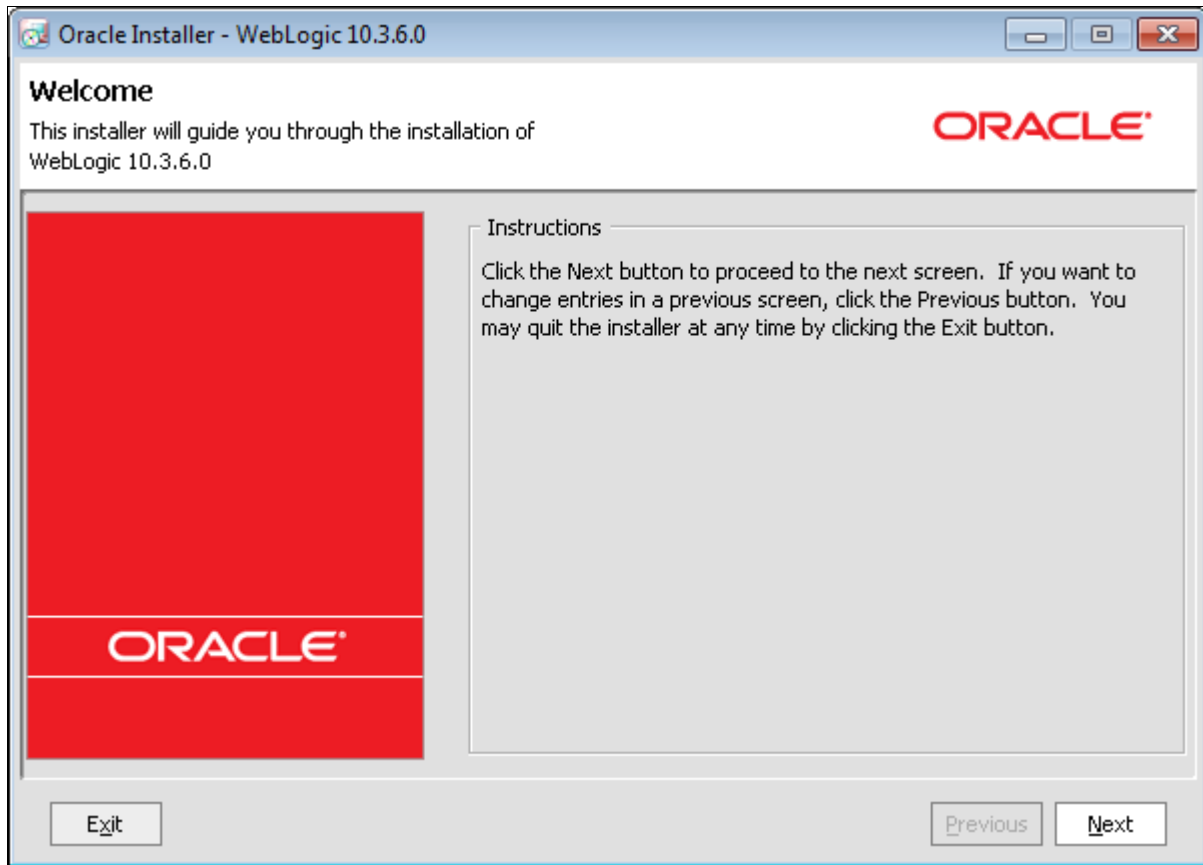 Oracle Installer - WebLogic 10.3.6.0
Welcome
This installer will guide you through the installation of
WebLogic 10.3.6.0
ORACLE
Instructions
Click the Next button to proceed to the next screen.  If you want to
change entries in a previous screen, click the Previous button.  You
may quit the installer at any time by clicking the Exit button.
ORACLE
Exit
Previous
Next